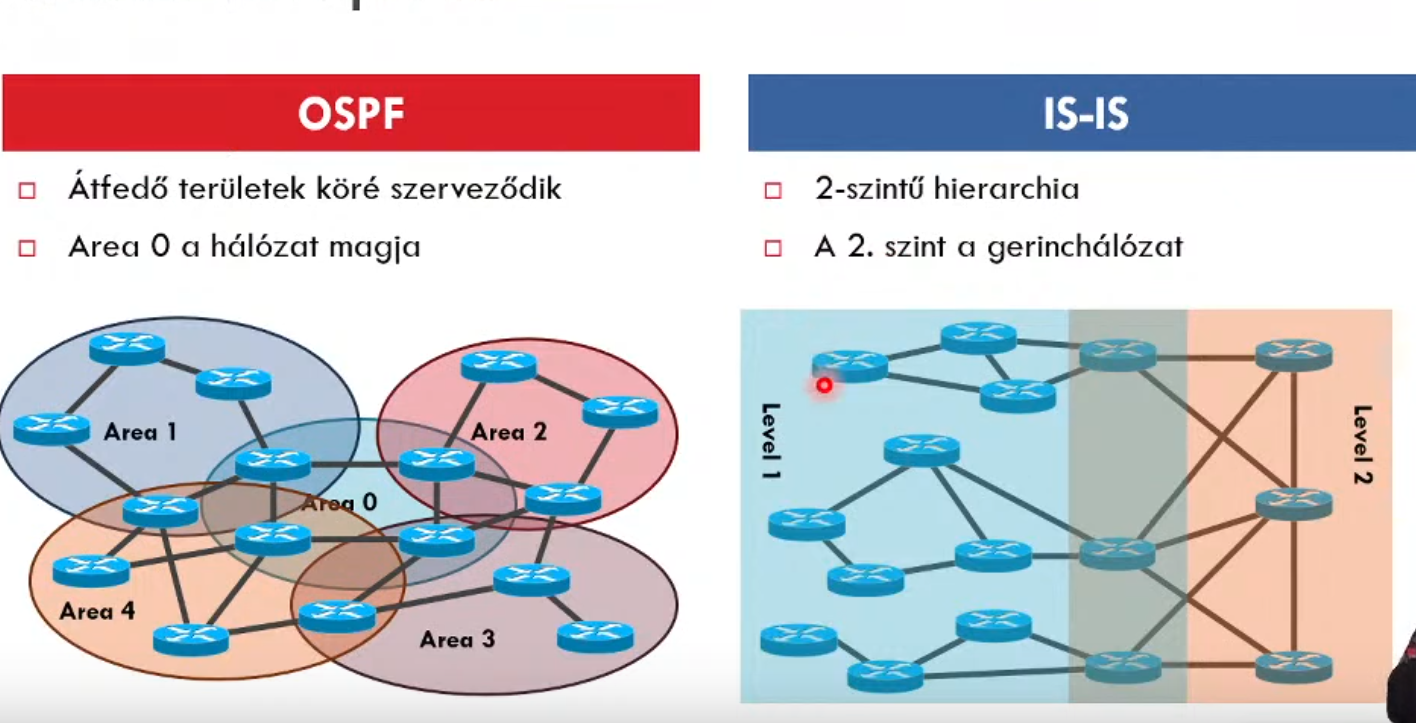 OSPF
Átfedő területek köré szerveződik
Area 0 a hálózat magja
Area 1
Area 2
Area 0
Area 4
Area 3
IS-IS
2-szintű hierarchia
A 2. szint a gerinchálózat
Level 1
Level 2